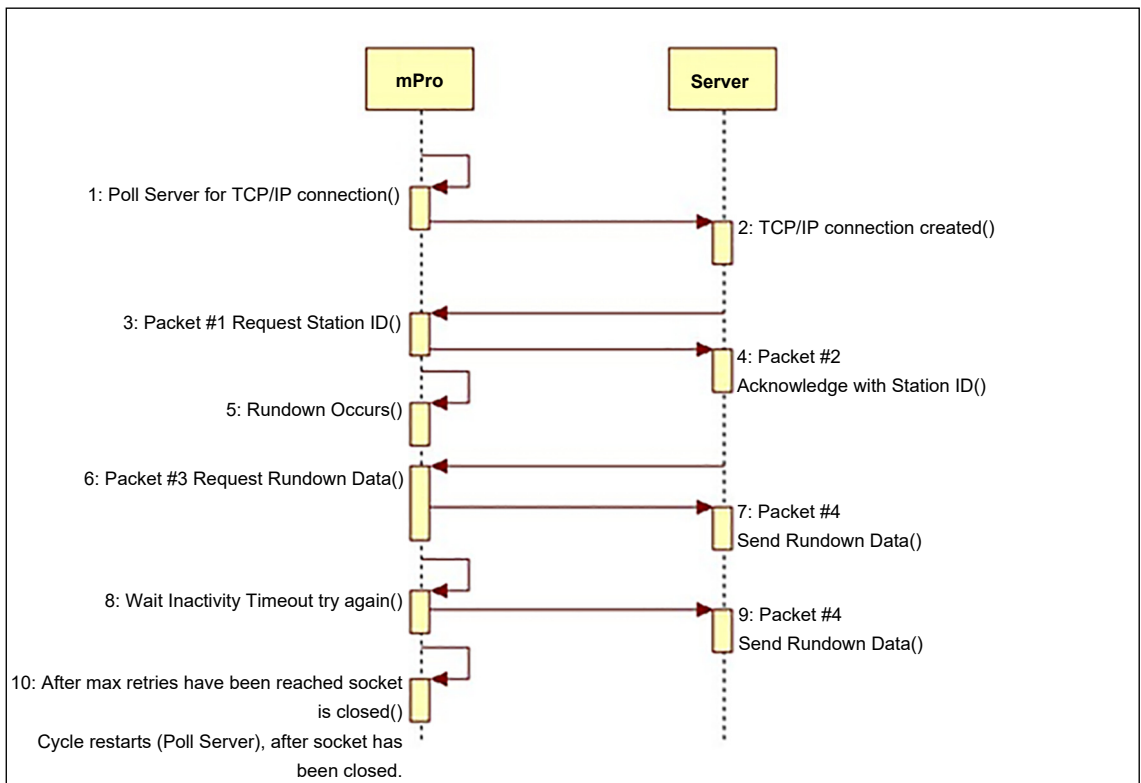 mPro
Server
1: Poll Server for TCP/IP connection()
2: TCP/IP connection created()
3: Packet #1 Request Station ID()
4: Packet #2
Acknowledge with Station ID()
5: Rundown Occurs()
6: Packet #3 Request Rundown Data()
7: Packet #4
Send Rundown Data()
8: Wait Inactivity Timeout try again()
9: Packet #4
Send Rundown Data()
10: After max retries have been reached socket
is closed()
Cycle restarts (Poll Server), after socket has
been closed.